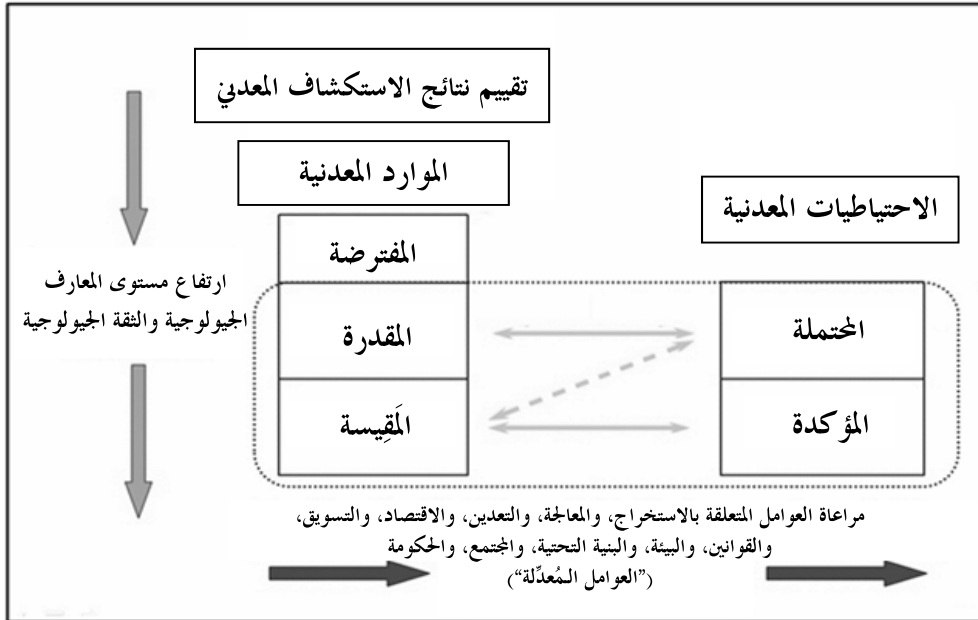 تقييم نتائج الاستكشاف المعدني
الموارد المعدنية
الاحتياطيات المعدنية
المفترضة
ارتفاع مستوى المعارف
الجيولوجية والثقة الجيولوجية
المقدرة
المحتملة
المَقِيسة
المؤكدة
مراعاة العوامل المتعلقة بالاستخراج، والمعالجة، والتعدين، والاقتصاد، والتسويق،
والقوانين، والبيئة، والبنية التحتية، والمجتمع، والحكومة
(”العوامل المُعدِّلة“)